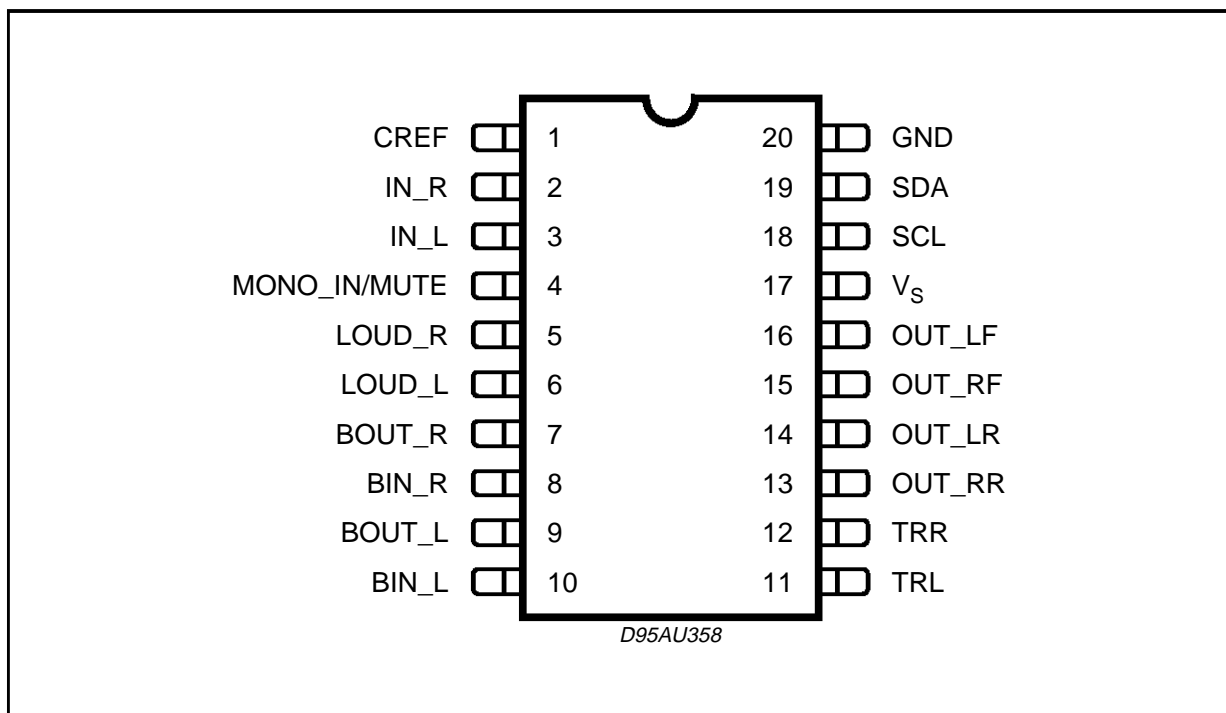 CREF 1 20 GND
IN_R 2 19 SDA
IN_L 3 18 SCL
MONO_IN/MUTE 4 17 VS
LOUD_R 5 16 OUT_LF
LOUD_L 6 15 OUT_RF
BOUT_R 7 14 OUT_LR
BIN_R 8 13 OUT_RR
BOUT_L 9 12 TRR
BIN_L 10 11 TRL
D95AU358